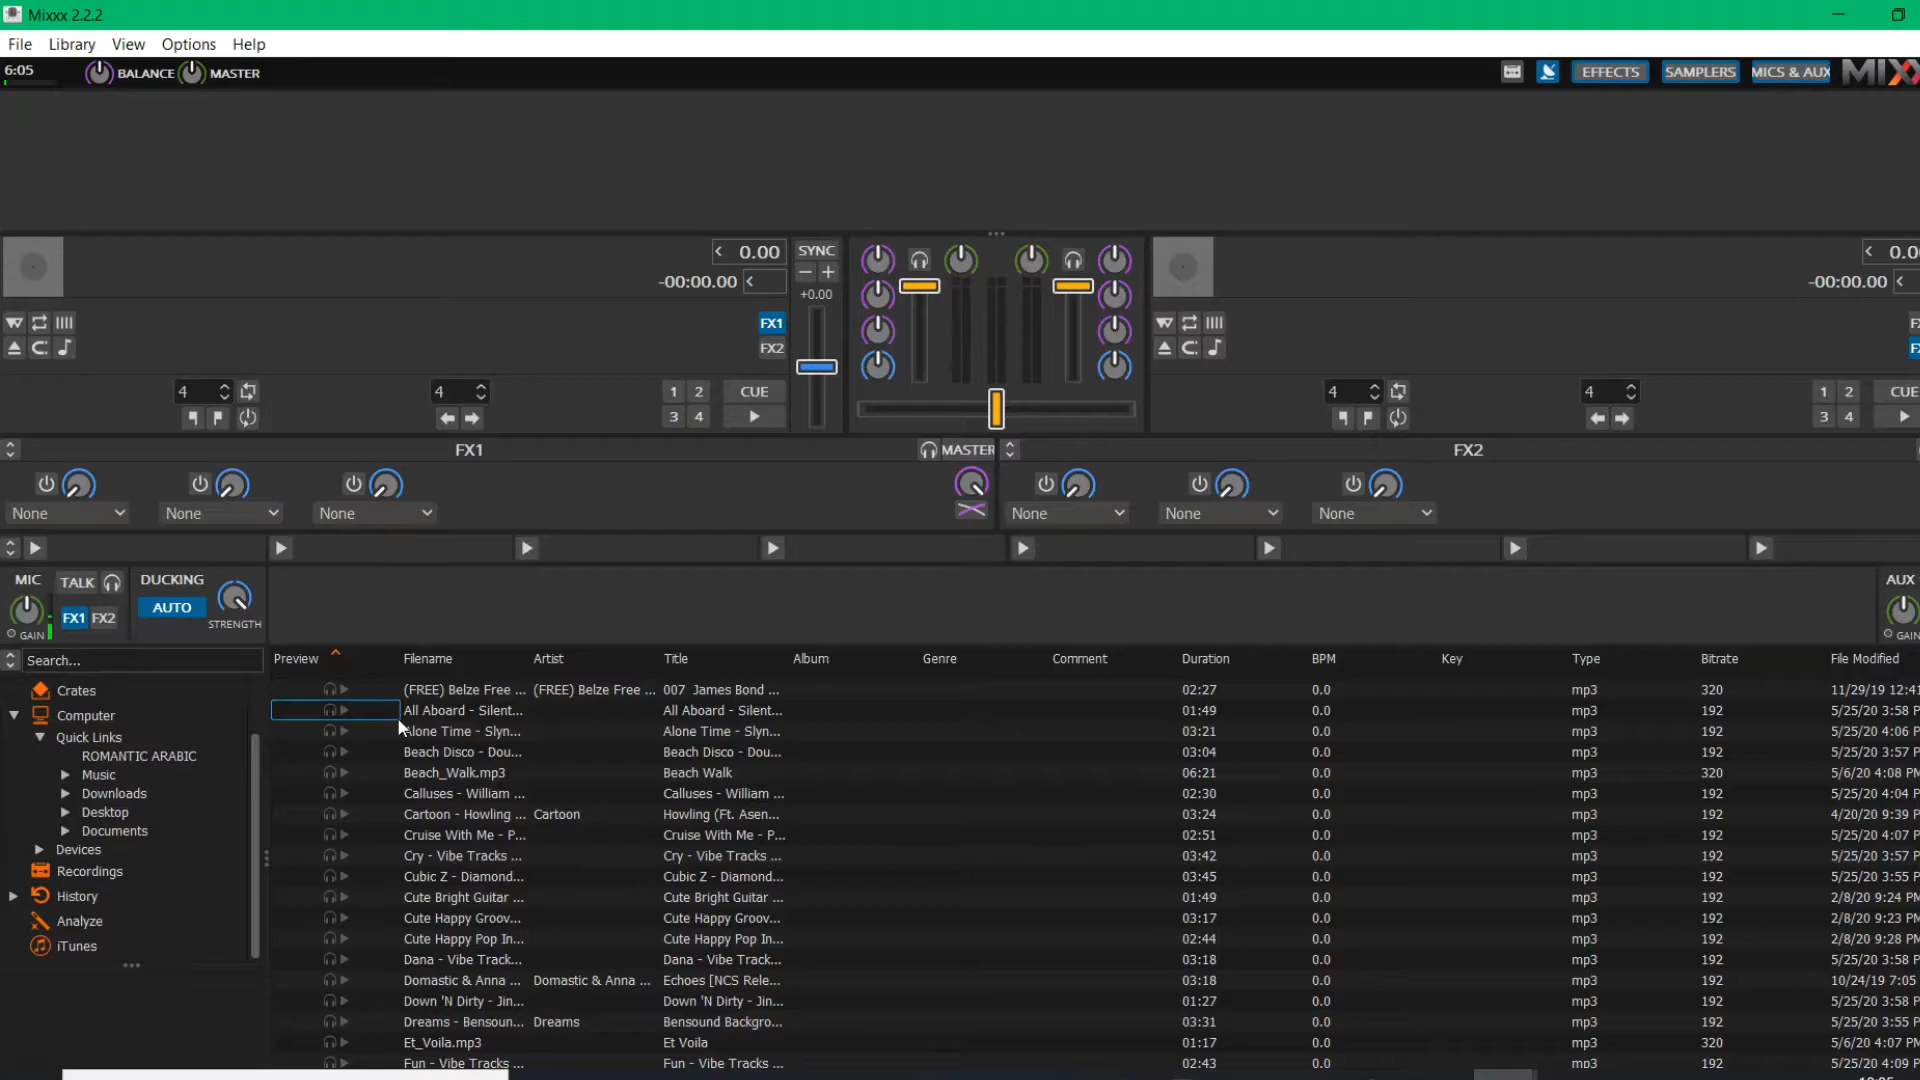 Mixxx 2.2.2
File Library View Options Help
6:05 BALANCE MASTER EFFECTS SAMPLERS MICS & AUX MIXX
0.00 SYNC 0.0
-00:00.00 +0.00 -00:00.00
FX1
FX2
4 4 1 2 CUE 4 4 1 2 CUE
3 4 3 4
FX1 MASTER FX2
None None None None None None
MIC TALK DUCKING AUX
FX1 FX2 AUTO
GAIN STRENGTH GAIN
Search... Preview Filename Artist Title Album Genre Comment Duration BPM Key Type Bitrate File Modified
Crates
Computer
Quick Links
ROMANTIC ARABIC
Music
Downloads
Desktop
Documents
Devices
Recordings
History
Analyze
iTunes
(FREE) Belze Free ... (FREE) Belze Free ... 007 James Bond ... 02:27 0.0 mp3 320 11/29/19 12:41
All Aboard - Silent... All Aboard - Silent... 01:49 0.0 mp3 192 5/25/20 3:58 P
Alone Time - Slyn... Alone Time - Slyn... 03:21 0.0 mp3 192 5/25/20 4:06 P
Beach Disco - Dou... Beach Disco - Dou... 03:04 0.0 mp3 192 5/25/20 3:57 P
Beach_Walk.mp3 Beach Walk 06:21 0.0 mp3 320 5/6/20 4:08 PM
Calluses - William ... Calluses - William ... 02:30 0.0 mp3 192 5/25/20 4:04 P
Cartoon - Howling ... Cartoon Howling (Ft. Asen... 03:24 0.0 mp3 192 4/20/20 9:39 P
Cruise With Me - P... Cruise With Me - P... 02:51 0.0 mp3 192 5/25/20 4:07 P
Cry - Vibe Tracks ... Cry - Vibe Tracks ... 03:42 0.0 mp3 192 5/25/20 3:57 P
Cubic Z - Diamond... Cubic Z - Diamond... 03:45 0.0 mp3 192 5/25/20 3:55 P
Cute Bright Guitar ... Cute Bright Guitar ... 01:49 0.0 mp3 192 2/8/20 9:24 PM
Cute Happy Groov... Cute Happy Groov... 03:17 0.0 mp3 192 2/8/20 9:23 PM
Cute Happy Pop In... Cute Happy Pop In... 02:44 0.0 mp3 192 2/8/20 9:28 PM
Dana - Vibe Track... Dana - Vibe Track... 03:18 0.0 mp3 192 5/25/20 3:58 P
Domastic & Anna ... Domastic & Anna ... Echoes [NCS Rele... 03:18 0.0 mp3 192 10/24/19 7:05
Down 'N Dirty - Jin... Down 'N Dirty - Jin... 01:27 0.0 mp3 192 5/25/20 3:58 P
Dreams - Bensoun... Dreams Bensound Backgro... 03:31 0.0 mp3 192 5/25/20 3:55 P
Et_Voila.mp3 Et Voila 01:17 0.0 mp3 320 5/6/20 4:07 PM
Fun - Vibe Tracks ... Fun - Vibe Tracks ... 02:43 0.0 mp3 192 5/25/20 4:09 P